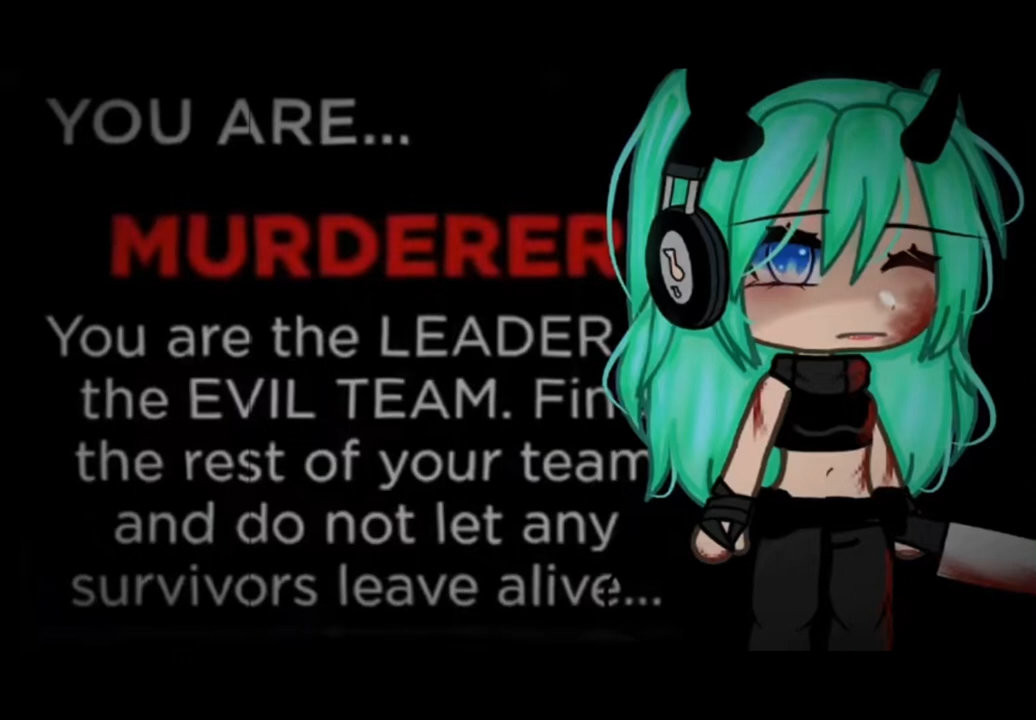 YOU ARE...
MURDERER
You are the LEADER
the EVIL TEAM. Fin
the rest of your team
and do not let any
survivors leave alive...